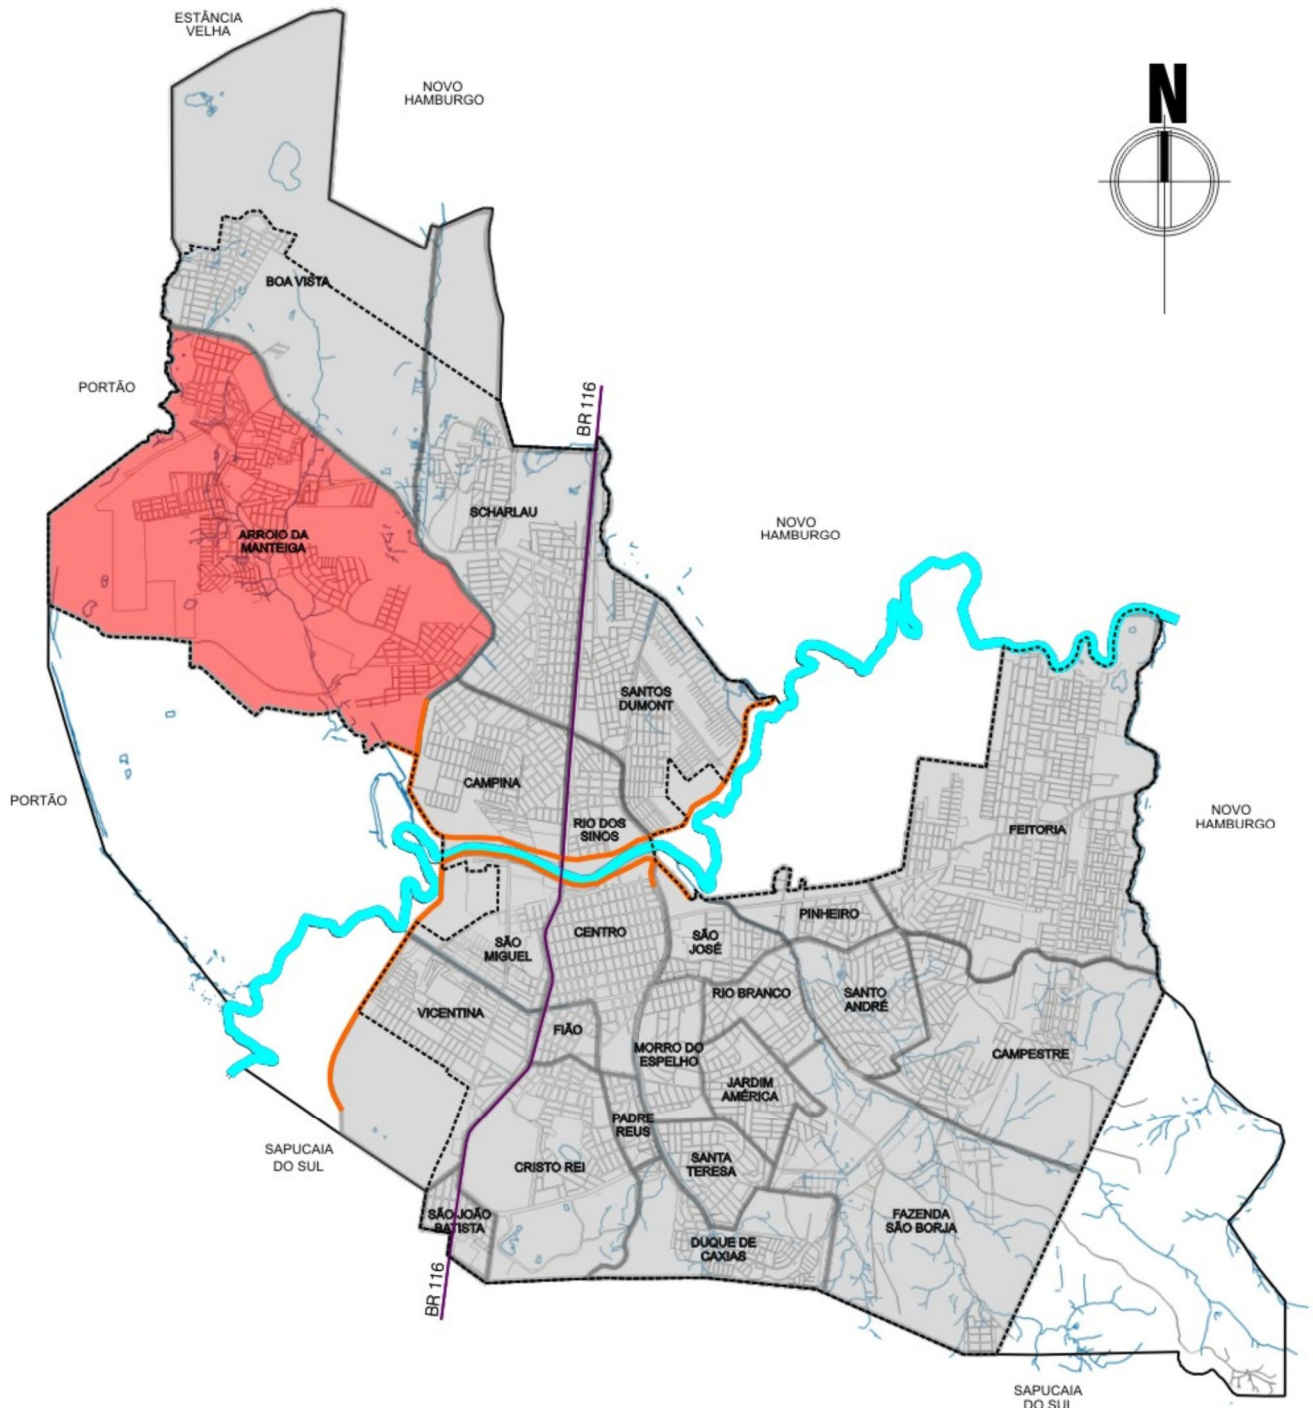 ESTÂNCIA
VELHA
NOVO
HAMBURGO
N
BOA VISTA
PORTÃO
BR 116
SCHARLAU
NOVO
HAMBURGO
ARROIO DA
MANTEIGA
SANTOS
DUMONT
CAMPINA
PORTÃO
RIO DOS
SINOS
FEITORIA
NOVO
HAMBURGO
PINHEIRO
CENTRO
SÃO
JOSÉ
SÃO
MIGUEL
RIO BRANCO
SANTO
ANDRÉ
VICENTINA
FIÃO
MORRO DO
ESPELHO
CAMPESTRE
JARDIM
AMÉRICA
PADRE
REUS
SAPUCAIA
DO SUL
CRISTO REI
SANTA
TERESA
SÃO JOÃO
BATISTA
FAZENDA
SÃO BORJA
DUQUE DE
CAXIAS
BR 116
SAPUCAIA
DO SUL